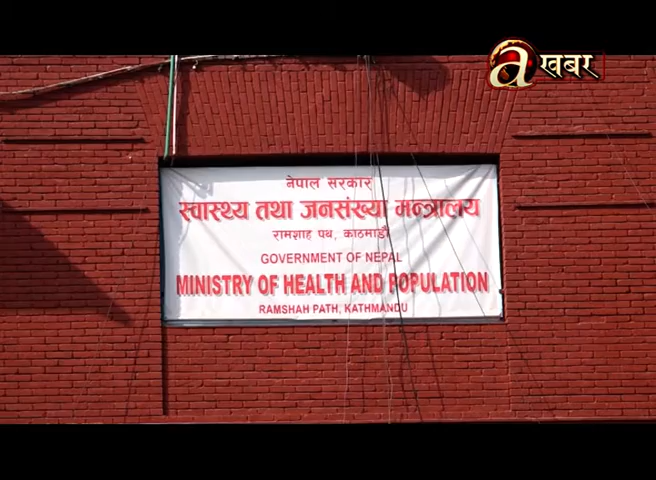 aखबर
नेपाल सरकार
स्वास्थ्य तथा जनसंख्या मन्त्रालय
रामशाह पथ, काठमाडौं
GOVERNMENT OF NEPAL
MINISTRY OF HEALTH AND POPULATION
RAMSHAH PATH, KATHMANDU